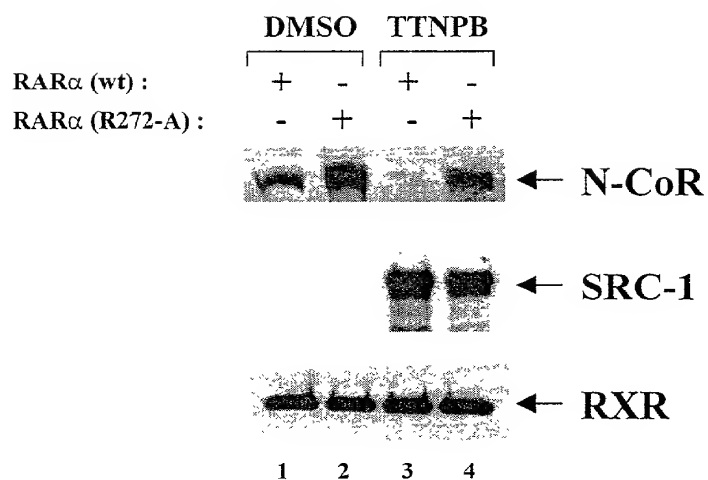 DMSO TTNPB
RARα (wt) : + - + -
RARα (R272-A) : - + - +
N-CoR
SRC-1
RXR
1 2 3 4